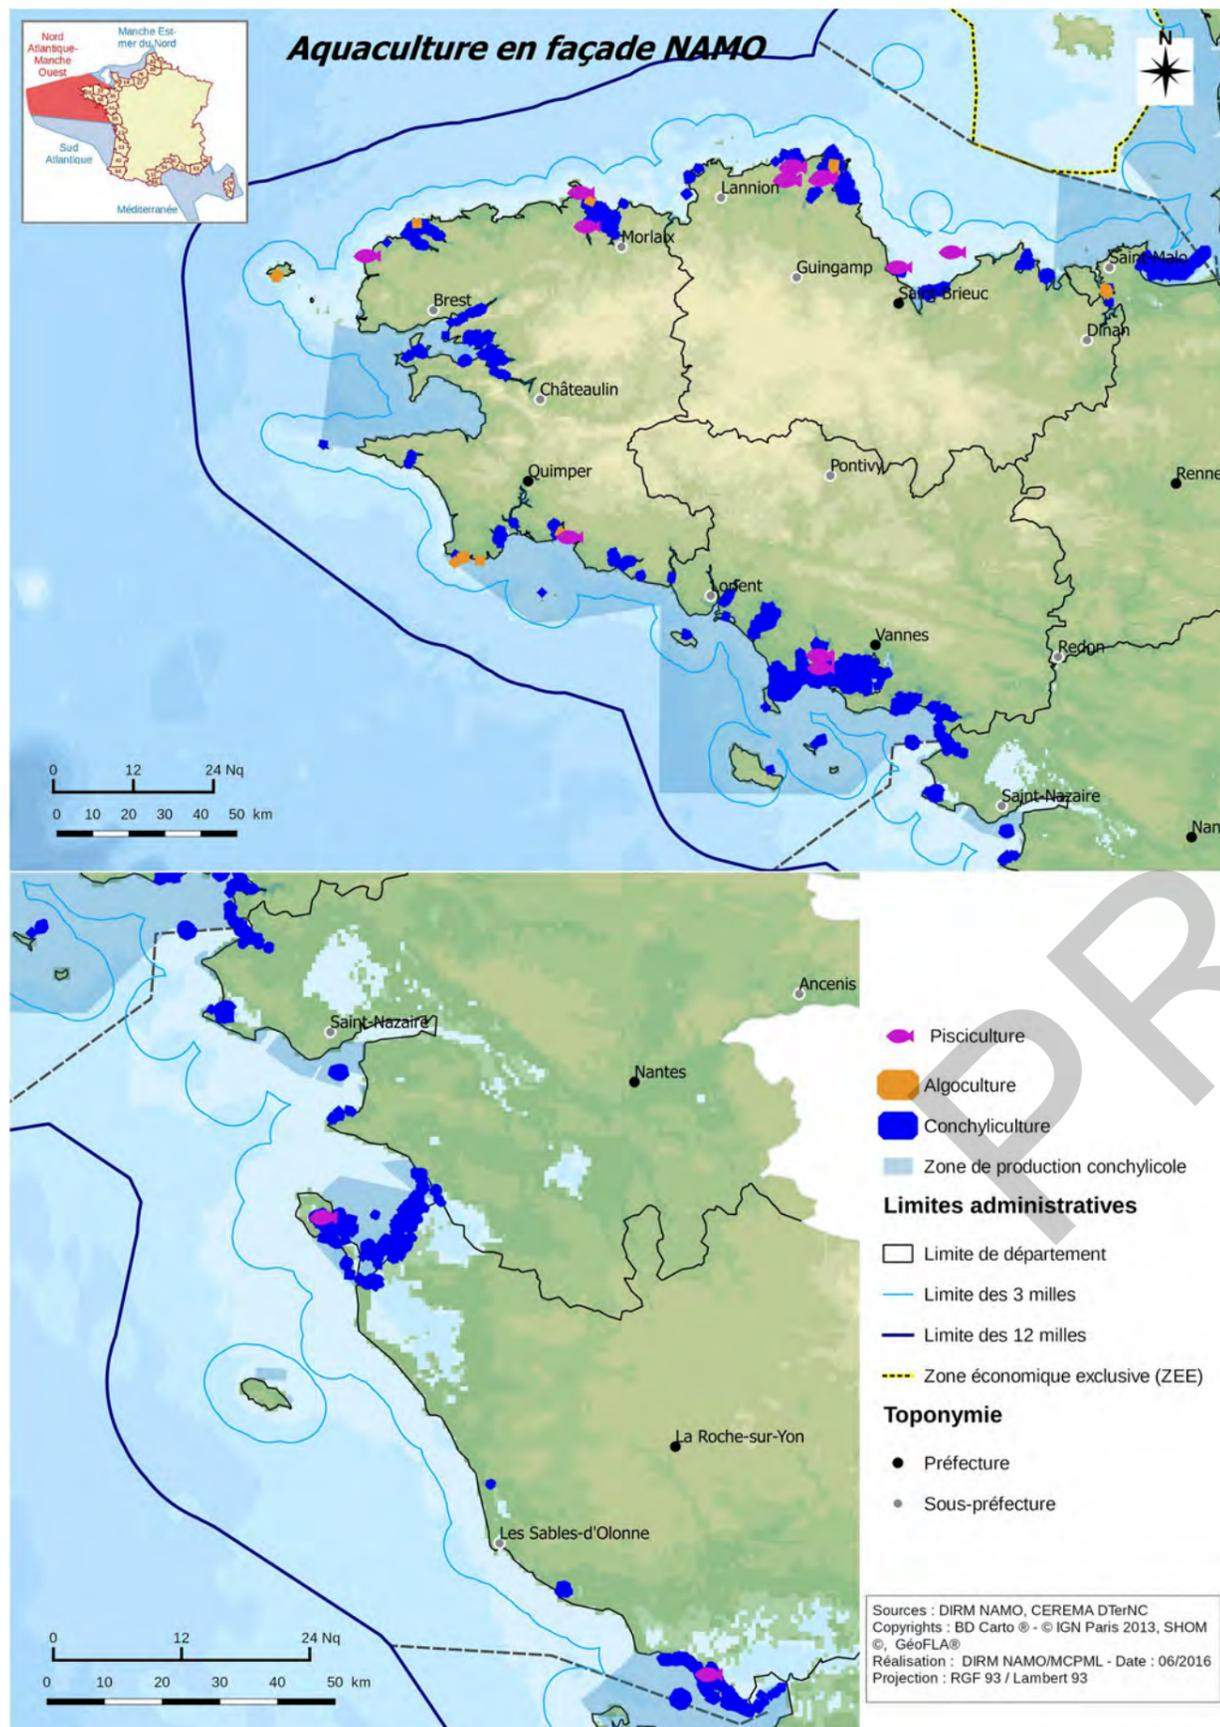 Aquaculture en façade NAMO
Nord
Atlantique-
Manche
Ouest
Manche Est-
mer du Nord
Sud
Atlantique
Méditerranée
N
Lannion
Morlaix
Guingamp
Saint-Malo
Saint-Brieuc
Brest
Dinan
Châteaulin
Quimper
Pontivy
Renne
Lorient
Vannes
Redon
Saint-Nazaire
Nan
0 12 24 Nq
0 10 20 30 40 50 km
Ancenis
Saint-Nazaire
Nantes
La Roche-sur-Yon
Les Sables-d'Olonne
0 12 24 Nq
0 10 20 30 40 50 km
PR
Pisciculture
Algoculture
Conchyliculture
Zone de production conchylicole
Limites administratives
Limite de département
Limite des 3 milles
Limite des 12 milles
Zone économique exclusive (ZEE)
Toponymie
Préfecture
Sous-préfecture
Sources : DIRM NAMO, CEREMA DTerNC
Copyrights : BD Carto ® - © IGN Paris 2013, SHOM
©, GéoFLA®
Réalisation : DIRM NAMO/MCPML - Date : 06/2016
Projection : RGF 93 / Lambert 93